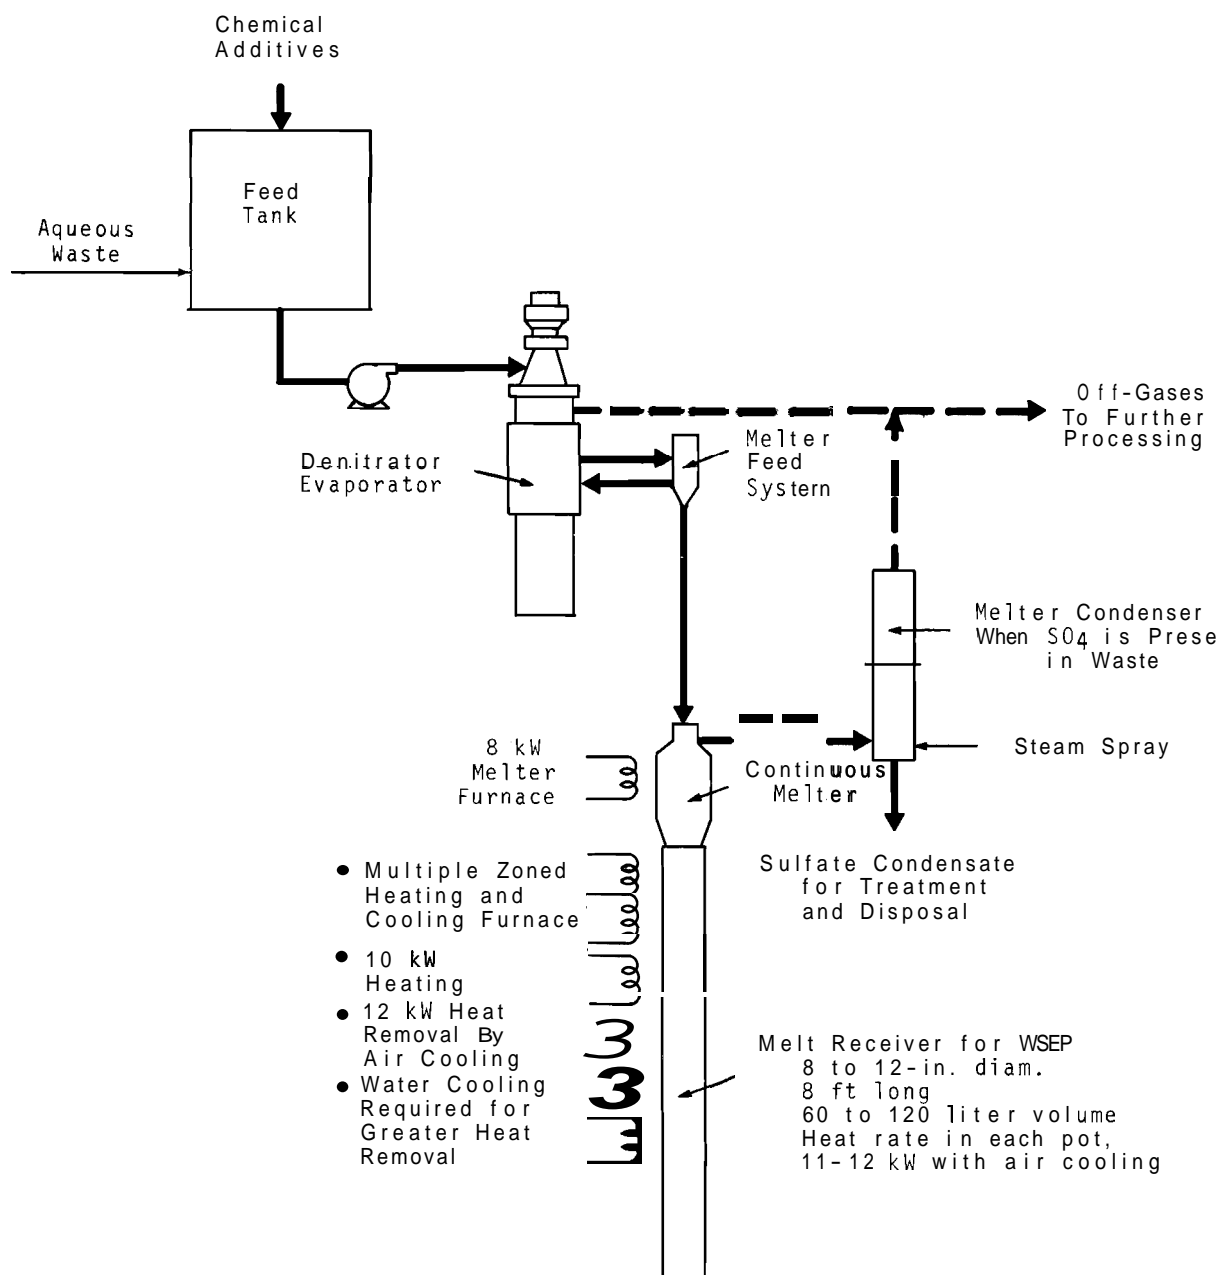 Chemical
Additives
Feed
Tank
Aqueous
Waste
Off-Gases
To Further
Processing
Melter
Feed
System
Denitrator
Evaporator
Melter Condenser
When SO4 is Prese
in Waste
Steam Spray
8 kW
Melter
Furnace
Continuous
Melter
Sulfate Condensate
for Treatment
and Disposal
• Multiple Zoned
Heating and
Cooling Furnace
• 10 kW
Heating
• 12 kW Heat
Removal By
Air Cooling
• Water Cooling
Required for
Greater Heat
Removal
Melt Receiver for WSEP
8 to 12-in. diam.
8 ft long
60 to 120 liter volume
Heat rate in each pot,
11-12 kW with air cooling